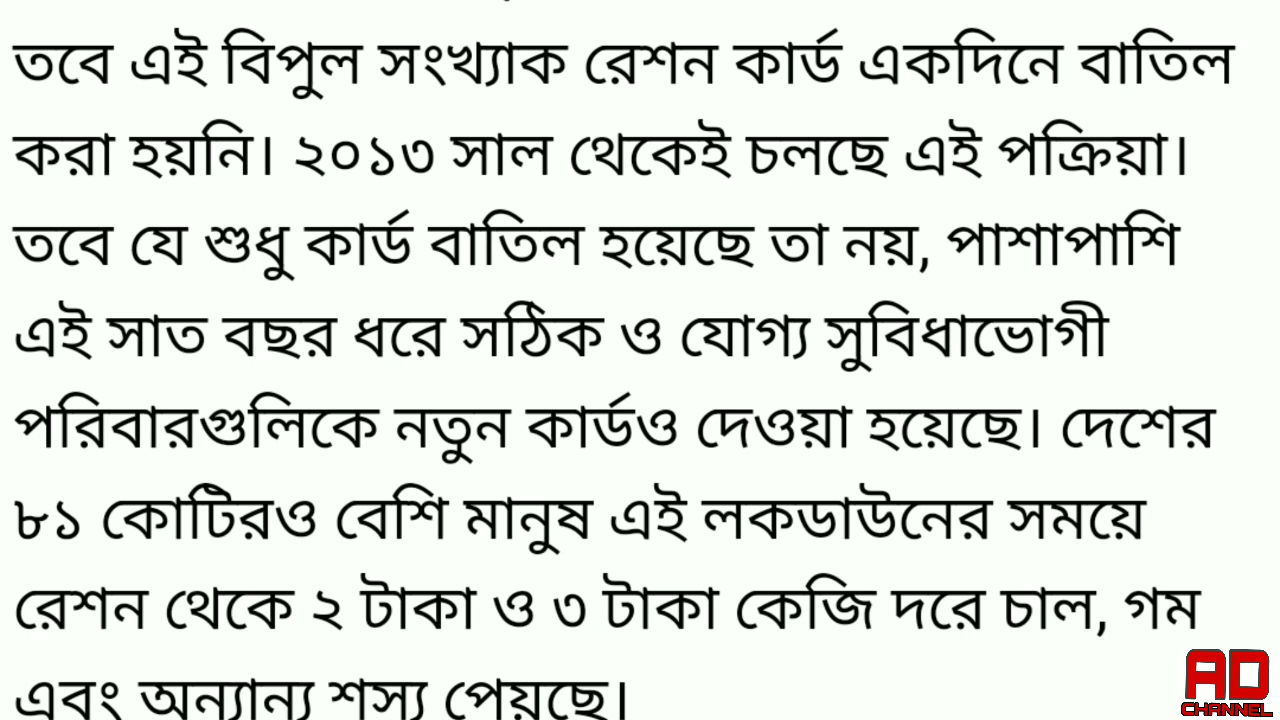 তবে এই বিপুল সংখ্যাক রেশন কার্ড একদিনে বাতিল
করা হয়নি। ২০১৩ সাল থেকেই চলছে এই পক্রিয়া।
তবে যে শুধু কার্ড বাতিল হয়েছে তা নয়, পাশাপাশি
এই সাত বছর ধরে সঠিক ও যোগ্য সুবিধাভোগী
পরিবারগুলিকে নতুন কার্ডও দেওয়া হয়েছে। দেশের
৮১ কোটিরও বেশি মানুষ এই লকডাউনের সময়ে
রেশন থেকে ২ টাকা ও ৩ টাকা কেজি দরে চাল, গম
এবং অন্যান্য শস্য পেয়ছে।
AD
CHANNEL